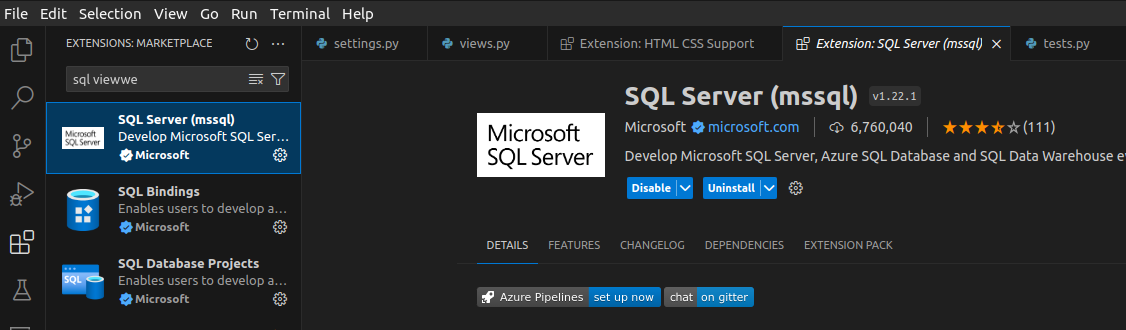 File Edit Selection View Go Run Terminal Help
EXTENSIONS: MARKETPLACE
sql viewwe
SQL Server (mssql)
Develop Microsoft SQL Ser...
Microsoft
SQL Bindings
Enables users to develop a...
Microsoft
SQL Database Projects
Enables users to develop a...
Microsoft
Microsoft
SQL Server
SQL
settings.py
views.py
Extension: HTML CSS Support
Extension: SQL Server (mssql)
tests.py
Microsoft
SQL Server
SQL Server (mssql) v1.22.1
Microsoft microsoft.com 6,760,040 (111)
Develop Microsoft SQL Server, Azure SQL Database and SQL Data Warehouse ev
Disable Uninstall
DETAILS FEATURES CHANGELOG DEPENDENCIES EXTENSION PACK
Azure Pipelines set up now chat on gitter